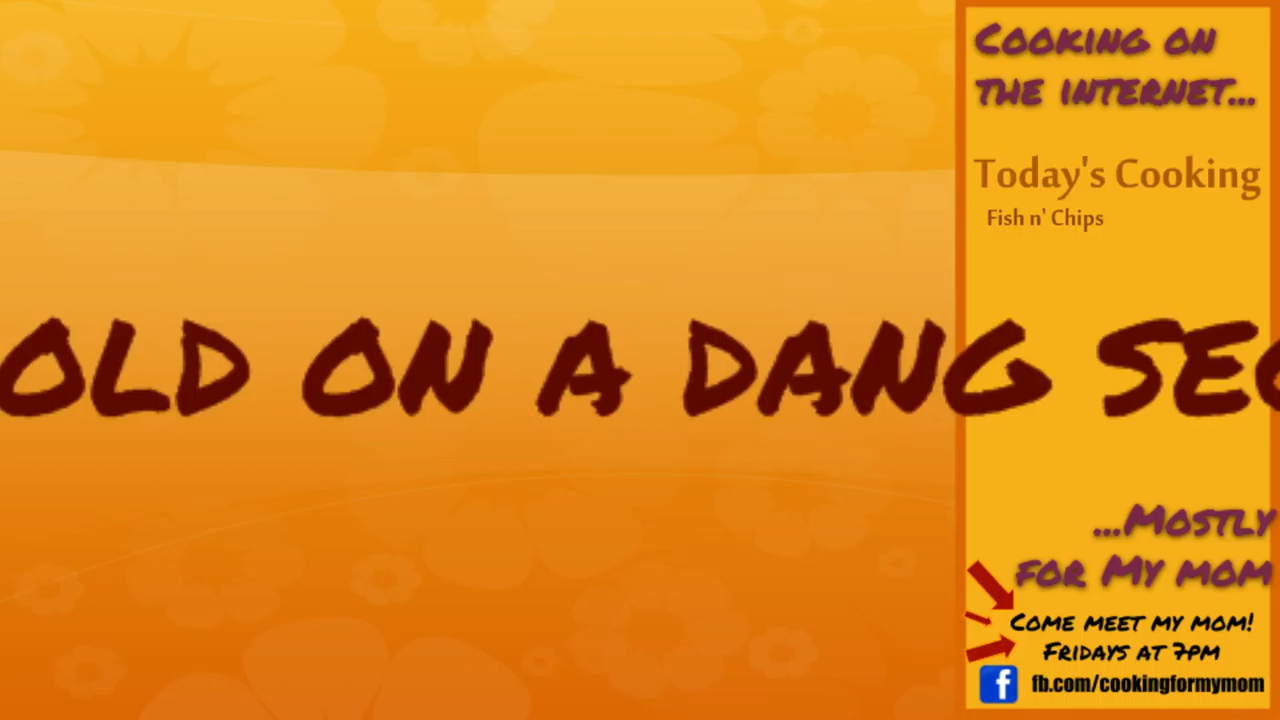 Cooking on
the internet...
Today's Cooking
Fish n' Chips
OLD ON A DANG SEC
...Mostly
for My mom
Come meet my mom!
Fridays at 7pm
fb.com/cookingformymom